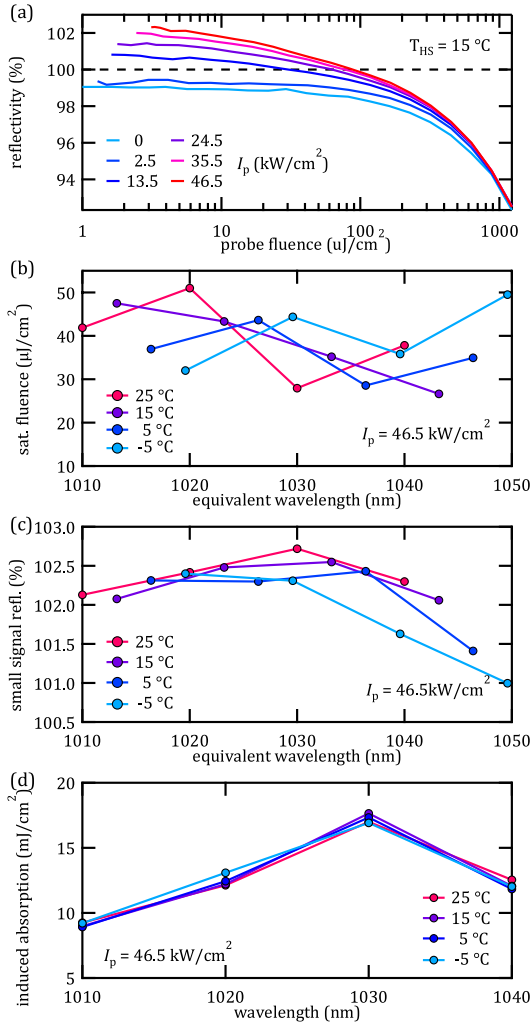 (a)
102
100
98
96
94
reflectivity (%)
T_HS = 15 °C
0
2.5
13.5
24.5
35.5
46.5
I_p (kW/cm²)
1
10
100
1000
probe fluence (uJ/cm²)
(b)
50
40
30
20
10
sat. fluence (µJ/cm²)
25 °C
15 °C
5 °C
-5 °C
I_p = 46.5 kW/cm²
1010
1020
1030
1040
1050
equivalent wavelength (nm)
(c)
103.0
102.5
102.0
101.5
101.0
100.5
small signal refl. (%)
25 °C
15 °C
5 °C
-5 °C
I_p = 46.5kW/cm²
1010
1020
1030
1040
1050
equivalent wavelength (nm)
(d)
20
15
10
5
induced absorption (mJ/cm²)
I_p = 46.5 kW/cm²
25 °C
15 °C
5 °C
-5 °C
1010
1020
1030
1040
wavelength (nm)